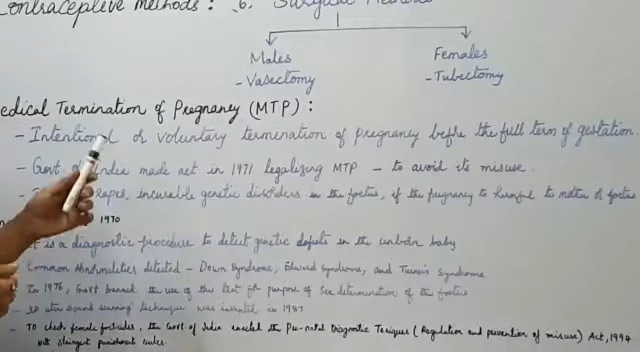 Contraceptive methods: 6. Surgical Methods
Males Females
- Vasectomy - Tubectomy
edical Termination of Pregnancy (MTP) :
- Intentional or voluntary termination of pregnancy before the full term of gestation.
- Govt of India made act in 1971 legalizing MTP - to avoid its misuse.
rapes, incurable genetic disorders in the foetus, if the pregnancy is harmful to mother or foetus
1970
It is a diagnostic procedure to detect genetic defects in the unborn baby
Common Abnormalities detected - Down Syndrome, Edward Syndrome, and Turner's Syndrome
- In 1976, Govt banned the use of the test for purpose of sex determination of the foetus
technique was invented in 1987
- To check female foeticides, the Govt of India enacted the Pre-natal Diagnostic Teniques (Regulation and prevention of misuse) Act, 1994
with stringent punishment rules.